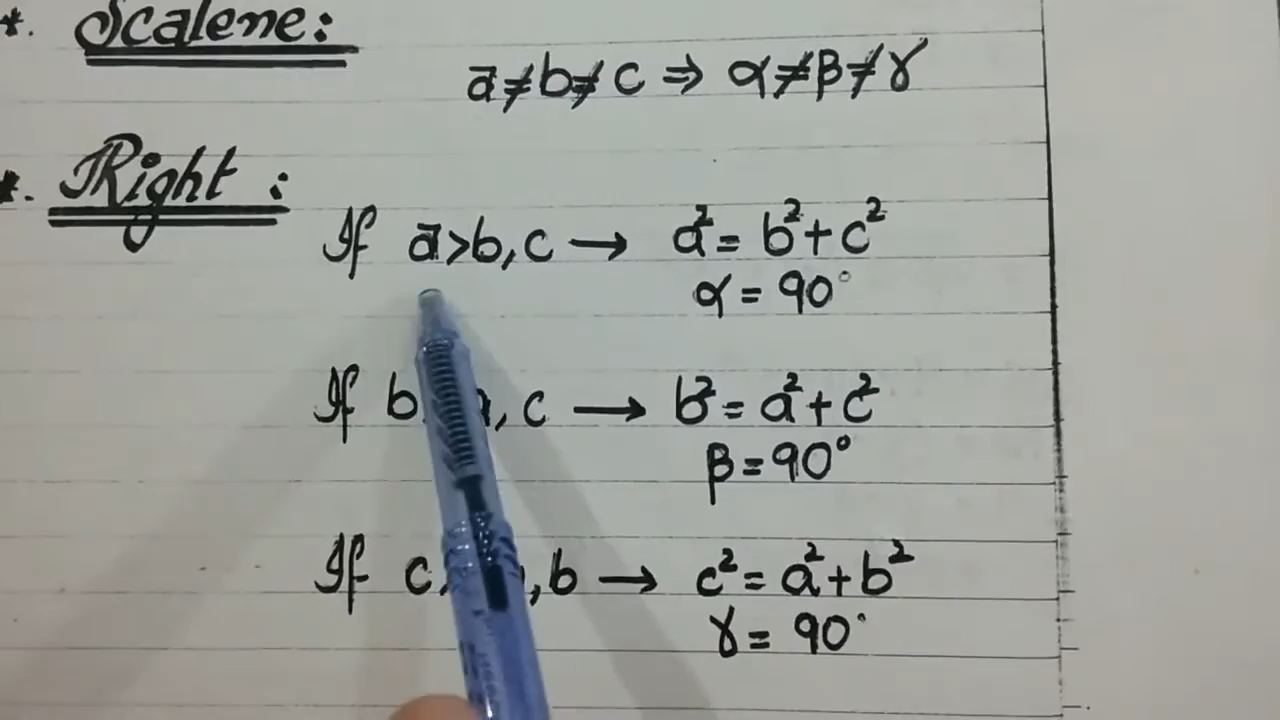 *. Scalene:
a≠b≠c ⇒ α≠β≠γ
*. Right:
If a>b,c → a²=b²+c²
α=90°
If b , c → b²=a²+c²
β=90°
If c ,b → c²=a²+b²
γ=90°